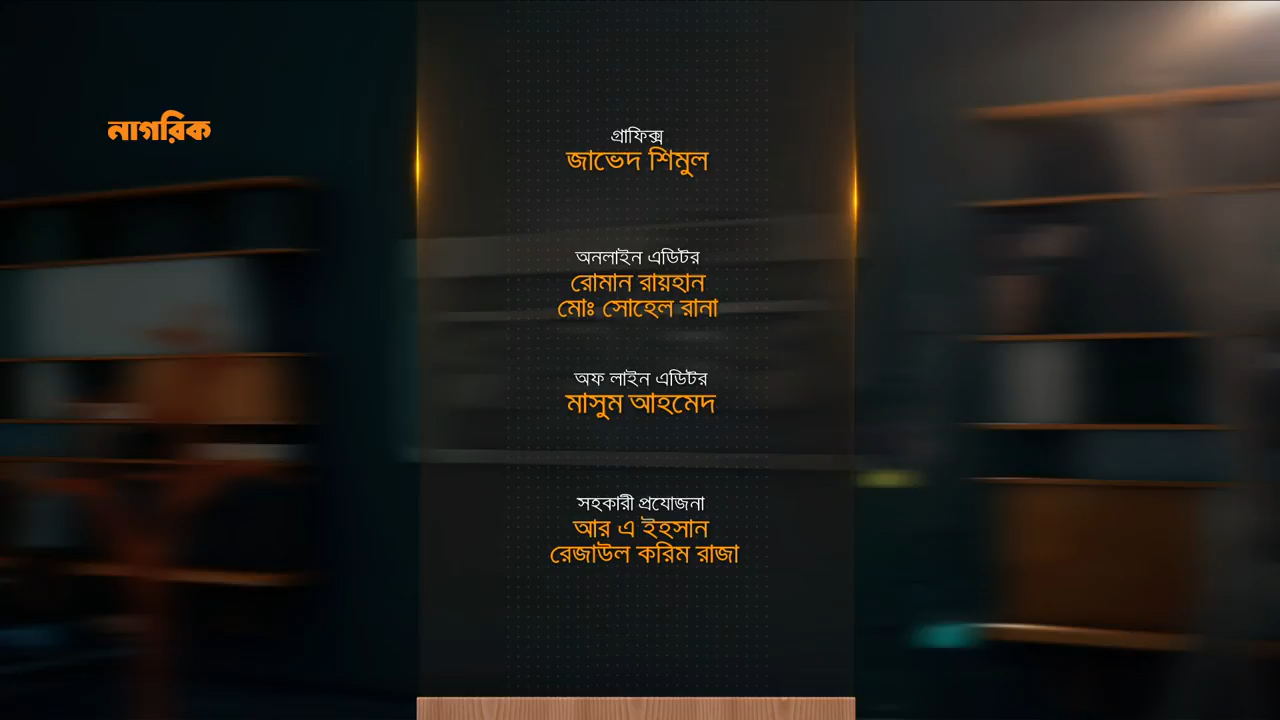 নাগরিক
গ্রাফিক্স
জাভেদ শিমুল
অনলাইন এডিটর
রোমান রায়হান
মোঃ সোহেল রানা
অফ লাইন এডিটর
মাসুম আহমেদ
সহকারী প্রযোজনা
আর এ ইহসান
রেজাউল করিম রাজা